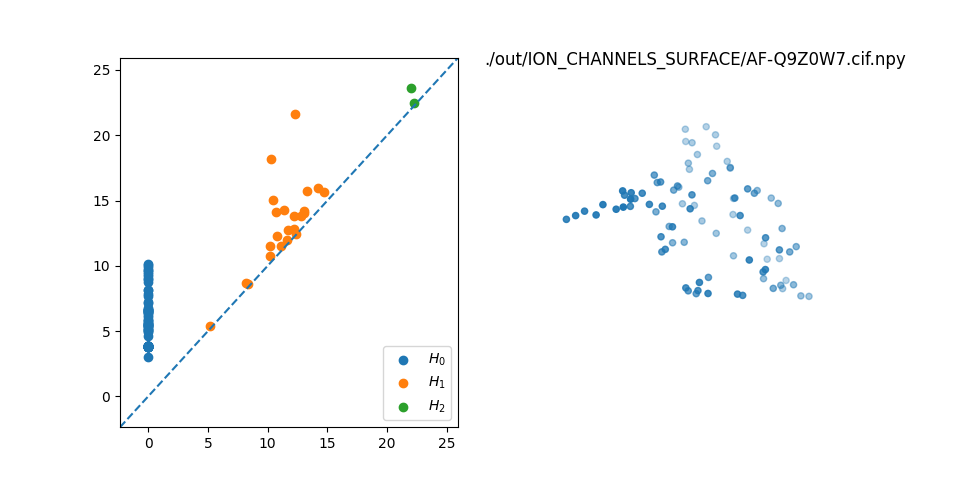 ./out/ION_CHANNELS_SURFACE/AF-Q9Z0W7.cif.npy
25
20
15
10
5
0
H₀
H₁
H₂
0 5 10 15 20 25